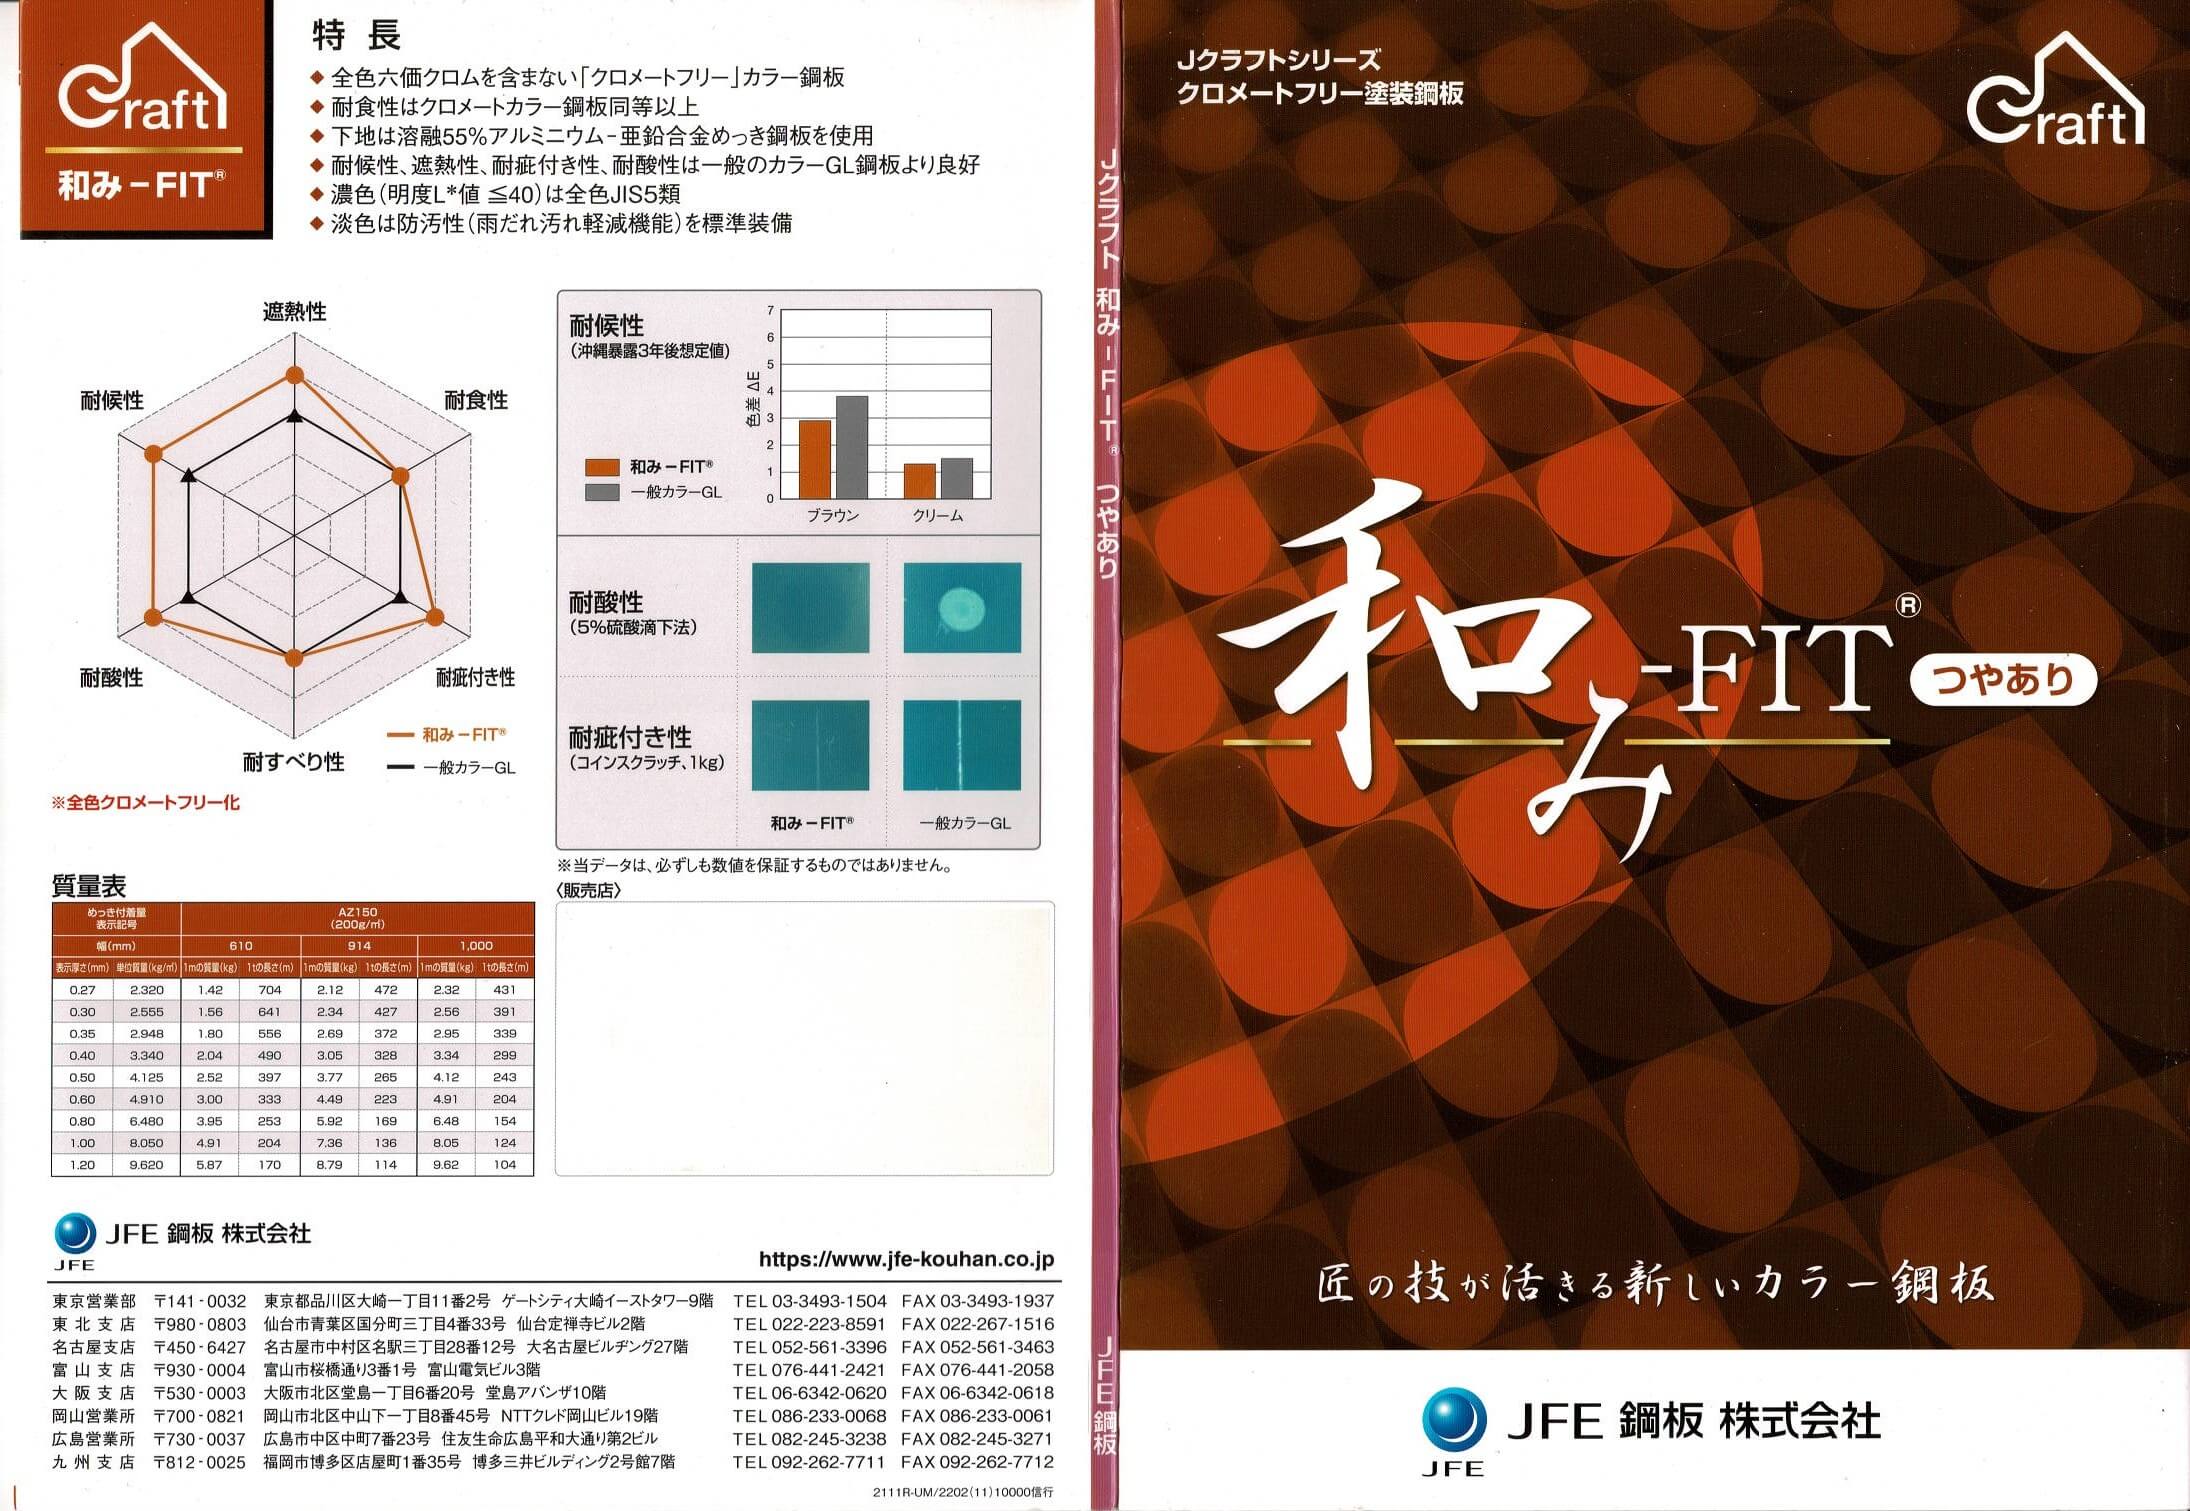 Craft
和み－FIT®
特 長
◆ 全色六価クロムを含まない「クロメートフリー」カラー鋼板
◆ 耐食性はクロメートカラー鋼板同等以上
◆ 下地は溶融55%アルミニウム-亜鉛合金めっき鋼板を使用
◆ 耐候性、遮熱性、耐疵付き性、耐酸性は一般のカラーGL鋼板より良好
◆ 濃色（明度L*値 ≦40）は全色JIS5類
◆ 淡色は防汚性（雨だれ汚れ軽減機能）を標準装備
遮熱性
耐候性
耐食性
耐酸性
耐疵付き性
耐すべり性
和み－FIT®
一般カラーGL
※全色クロメートフリー化
耐候性
（沖縄暴露3年後想定値）
色差 ΔE
7
6
5
4
3
2
1
0
ブラウン クリーム
和み－FIT®
一般カラーGL
耐酸性
（5%硫酸滴下法）
耐疵付き性
（コインスクラッチ、1kg）
和み－FIT® 一般カラーGL
※当データは、必ずしも数値を保証するものではありません。
〈販売店〉
質量表
めっき付着量 表示記号 AZ150 (200g/㎡)
幅(mm) 610 914 1,000
表示厚さ(mm) 単位質量(kg/㎡) 1mの質量(kg) 1tの長さ(m) 1mの質量(kg) 1tの長さ(m) 1mの質量(kg) 1tの長さ(m)
0.27 2.320 1.42 704 2.12 472 2.32 431
0.30 2.555 1.56 641 2.34 427 2.56 391
0.35 2.948 1.80 556 2.69 372 2.95 339
0.40 3.340 2.04 490 3.05 328 3.34 299
0.50 4.125 2.52 397 3.77 265 4.12 243
0.60 4.910 3.00 333 4.49 223 4.91 204
0.80 6.480 3.95 253 5.92 169 6.48 154
1.00 8.050 4.91 204 7.36 136 8.05 124
1.20 9.620 5.87 170 8.79 114 9.62 104
JFE 鋼板 株式会社
JFE
https://www.jfe-kouhan.co.jp
東京営業部 〒141-0032 東京都品川区大崎一丁目11番2号 ゲートシティ大崎イーストタワー9階 TEL 03-3493-1504 FAX 03-3493-1937
東北支店 〒980-0803 仙台市青葉区国分町三丁目4番33号 仙台定禅寺ビル2階 TEL 022-223-8591 FAX 022-267-1516
名古屋支店 〒450-6427 名古屋市中村区名駅三丁目28番12号 大名古屋ビルヂング27階 TEL 052-561-3396 FAX 052-561-3463
富山支店 〒930-0004 富山市桜橋通り3番1号 富山電気ビル3階 TEL 076-441-2421 FAX 076-441-2058
大阪支店 〒530-0003 大阪市北区堂島一丁目6番20号 堂島アバンザ10階 TEL 06-6342-0620 FAX 06-6342-0618
岡山営業所 〒700-0821 岡山市北区中山下一丁目8番45号 NTTクレド岡山ビル19階 TEL 086-233-0068 FAX 086-233-0061
広島営業所 〒730-0037 広島市中区中町7番23号 住友生命広島平和大通り第2ビル TEL 082-245-3238 FAX 082-245-3271
九州支店 〒812-0025 福岡市博多区店屋町1番35号 博多三井ビルディング2号館7階 TEL 092-262-7711 FAX 092-262-7712
2111R-UM/2202(11)10000信行
Jクラフト 和み－FIT® つやあり JFE鋼板
Jクラフトシリーズ
クロメートフリー塗装鋼板
Craft
和み-FIT® つやあり
匠の技が活きる新しいカラー鋼板
JFE 鋼板 株式会社
JFE